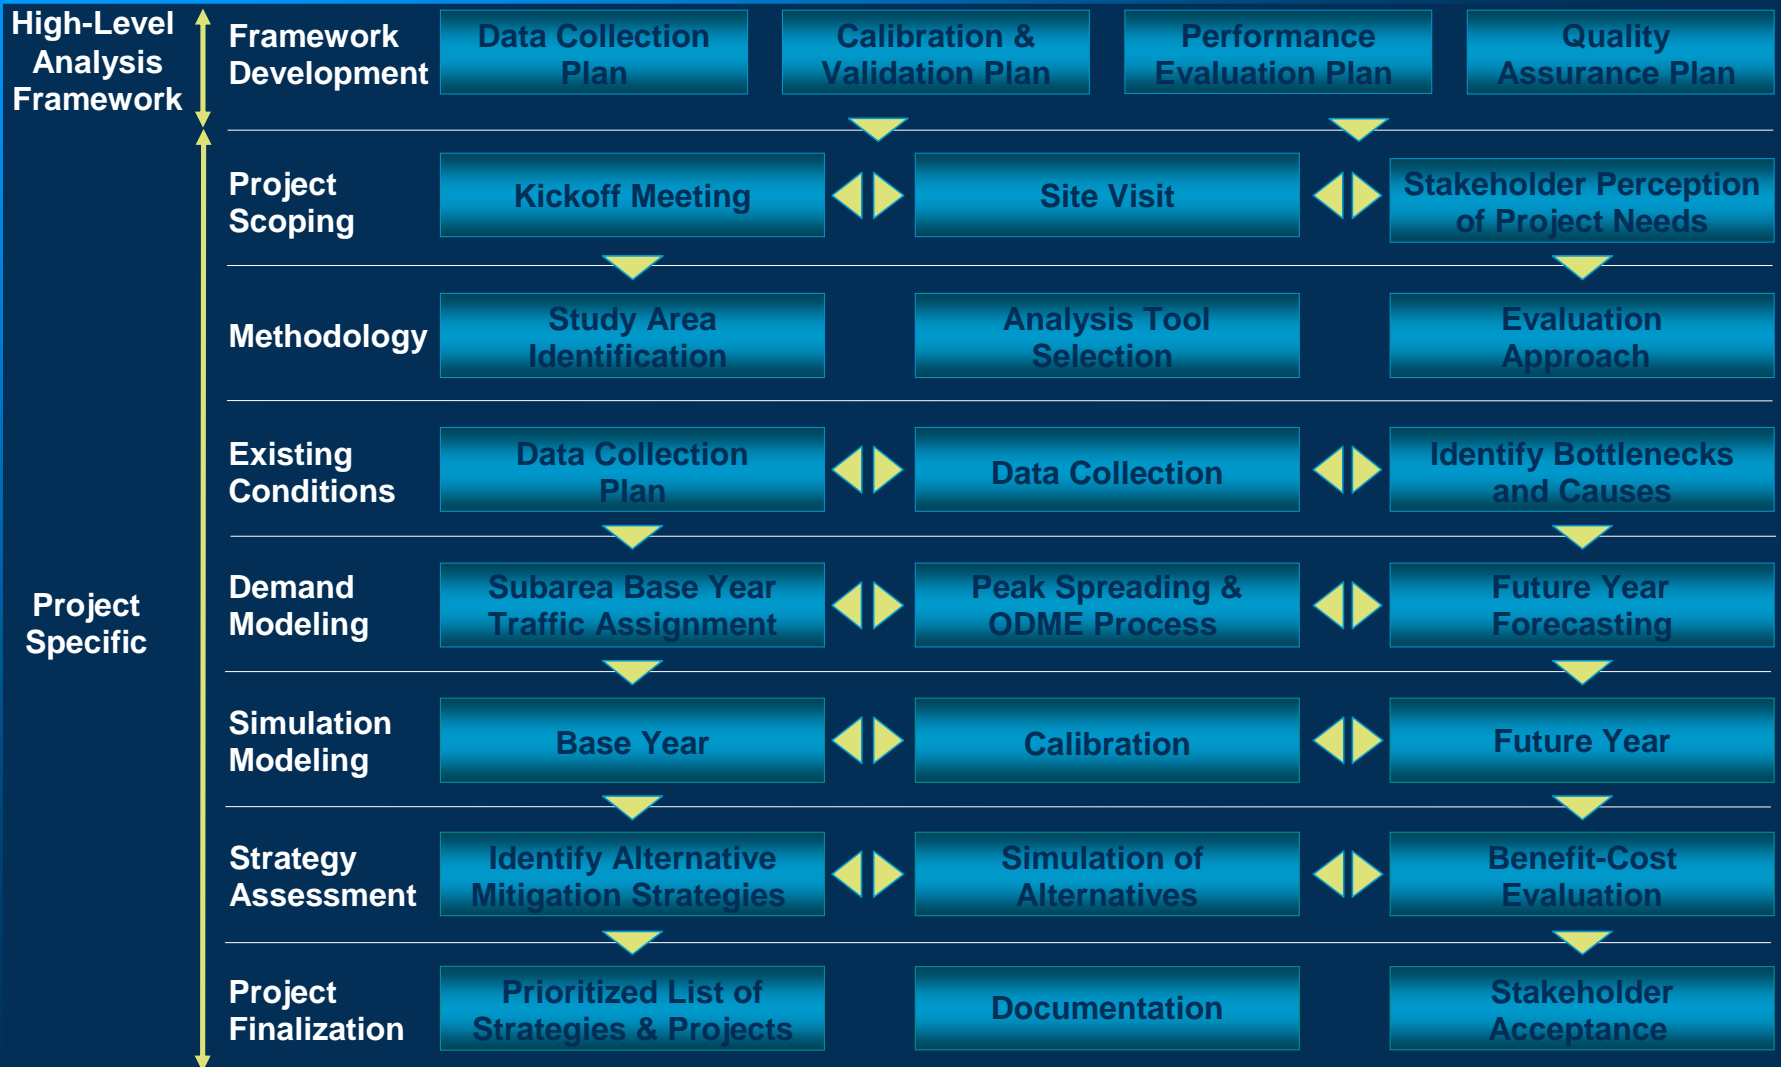 High-Level
Analysis
Framework
Framework
Development
Data Collection
Plan
Calibration &
Validation Plan
Performance
Evaluation Plan
Quality
Assurance Plan
Project
Scoping
Kickoff Meeting
Site Visit
Stakeholder Perception
of Project Needs
Methodology
Study Area
Identification
Analysis Tool
Selection
Evaluation
Approach
Project
Specific
Existing
Conditions
Data Collection
Plan
Data Collection
Identify Bottlenecks
and Causes
Demand
Modeling
Subarea Base Year
Traffic Assignment
Peak Spreading &
ODME Process
Future Year
Forecasting
Simulation
Modeling
Base Year
Calibration
Future Year
Strategy
Assessment
Identify Alternative
Mitigation Strategies
Simulation of
Alternatives
Benefit-Cost
Evaluation
Project
Finalization
Prioritized List of
Strategies & Projects
Documentation
Stakeholder
Acceptance